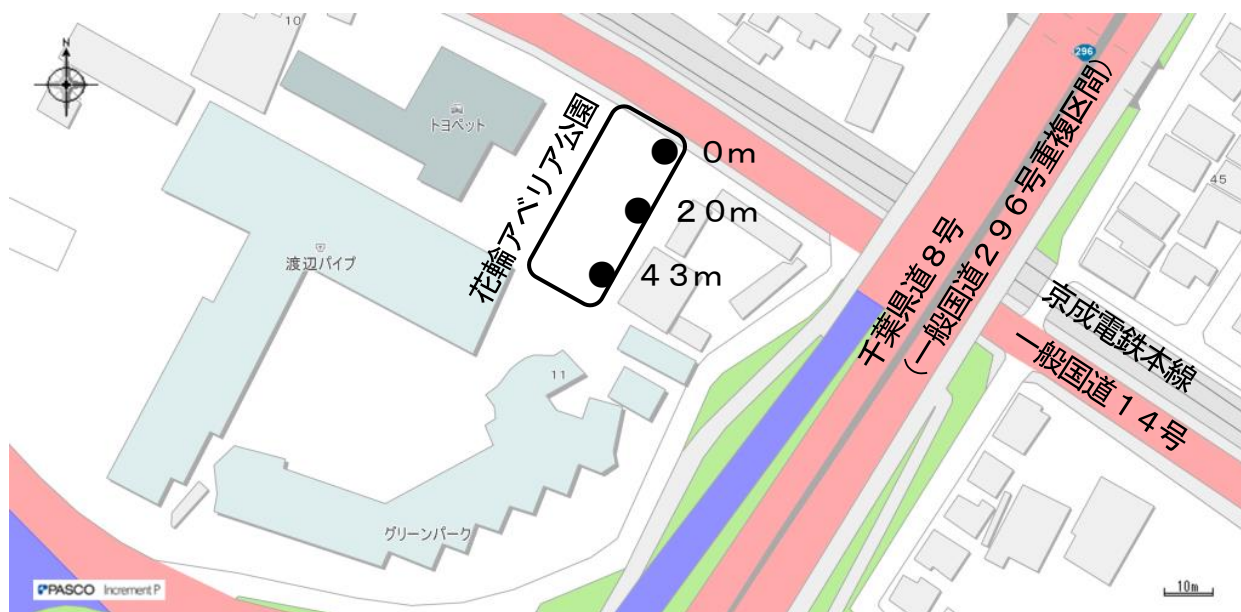 10
N
296
トヨペット
花輪アベリア公園
0m
20m
43m
45
渡辺パイプ
千葉県道8号
(一般国道296号重複区間)
京成電鉄本線
一般国道14号
11
グリーンパーク
PASCO Increment P
10m